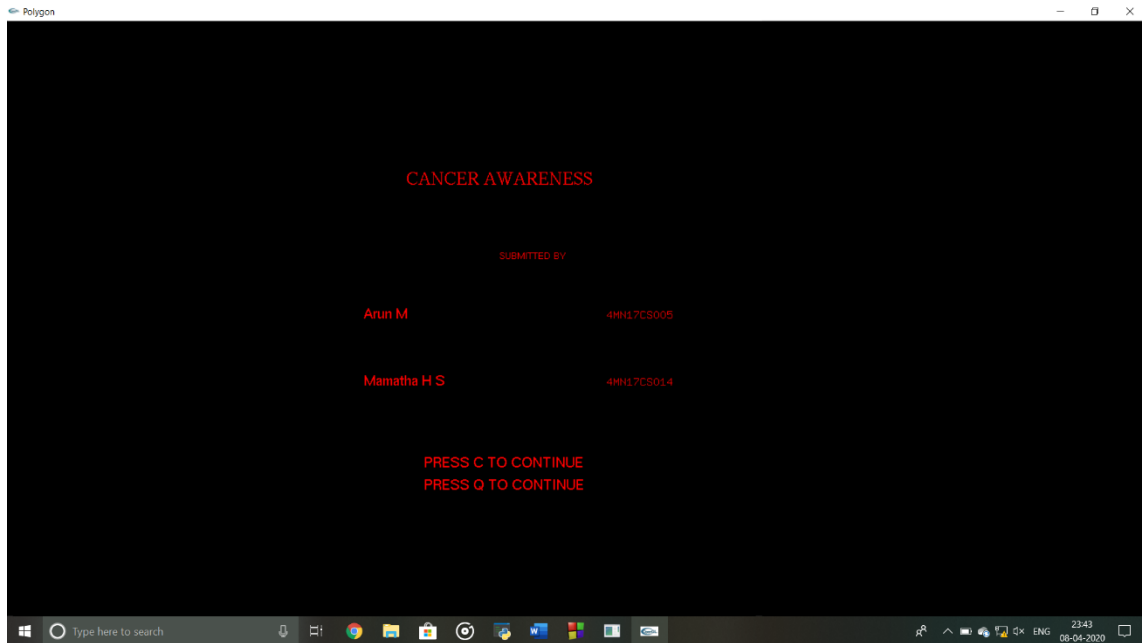 Polygon
CANCER AWARENESS
SUBMITTED BY
Arun M 4MN17CS005
Mamatha H S 4MN17CS014
PRESS C TO CONTINUE
PRESS Q TO CONTINUE
Type here to search
ENG
23:43
08-04-2020